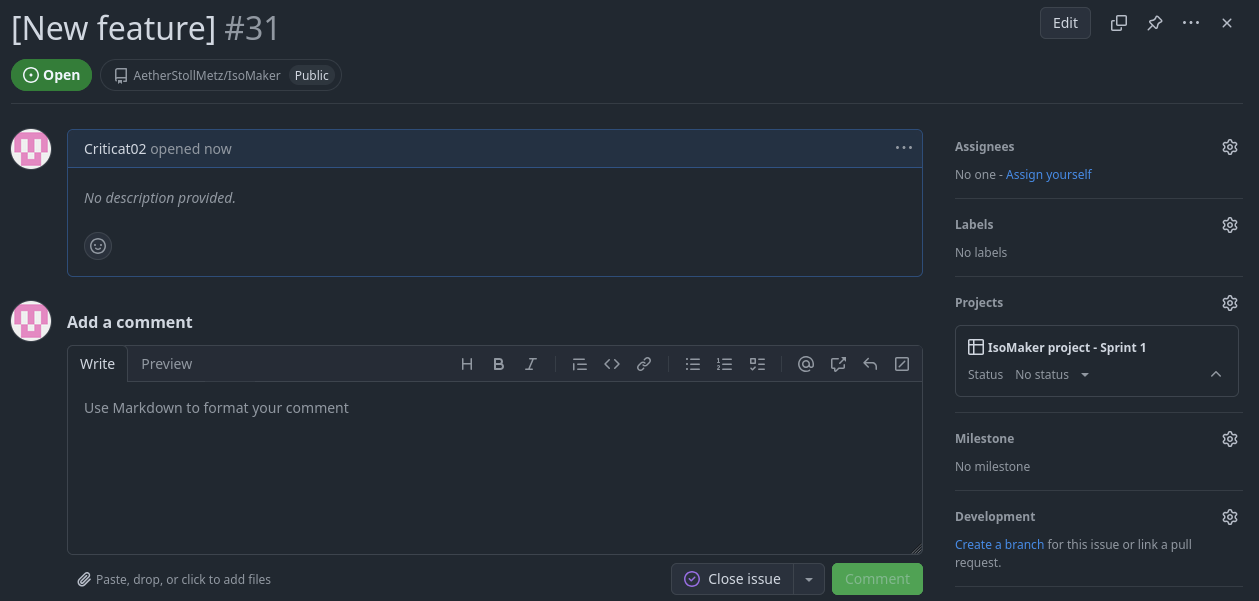 [New feature] #31
Edit
Open
AetherStollMetz/IsoMaker Public
Criticat02 opened now
No description provided.
Add a comment
Write Preview
Use Markdown to format your comment
Paste, drop, or click to add files
Close issue
Comment
Assignees
No one - Assign yourself
Labels
No labels
Projects
IsoMaker project - Sprint 1
Status No status
Milestone
No milestone
Development
Create a branch for this issue or link a pull
request.